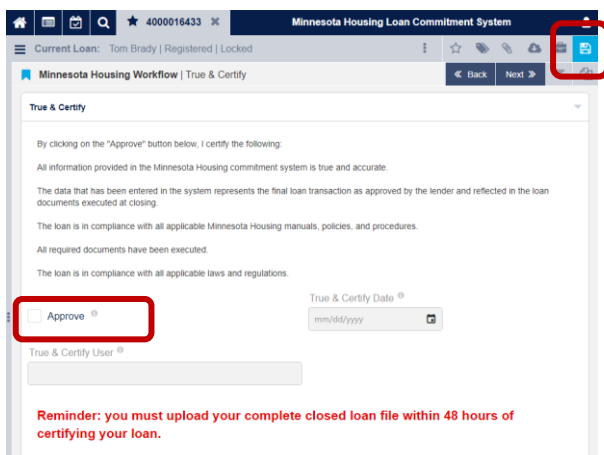 4000016433
Minnesota Housing Loan Commitment System
Current Loan: Tom Brady | Registered | Locked
Minnesota Housing Workflow | True & Certify
Back
Next
True & Certify
By clicking on the "Approve" button below, I certify the following:
All information provided in the Minnesota Housing commitment system is true and accurate.
The data that has been entered in the system represents the final loan transaction as approved by the lender and reflected in the loan
documents executed at closing.
The loan is in compliance with all applicable Minnesota Housing manuals, policies, and procedures.
All required documents have been executed.
The loan is in compliance with all applicable laws and regulations.
True & Certify Date
Approve
mm/dd/yyyy
True & Certify User
Reminder: you must upload your complete closed loan file within 48 hours of
certifying your loan.